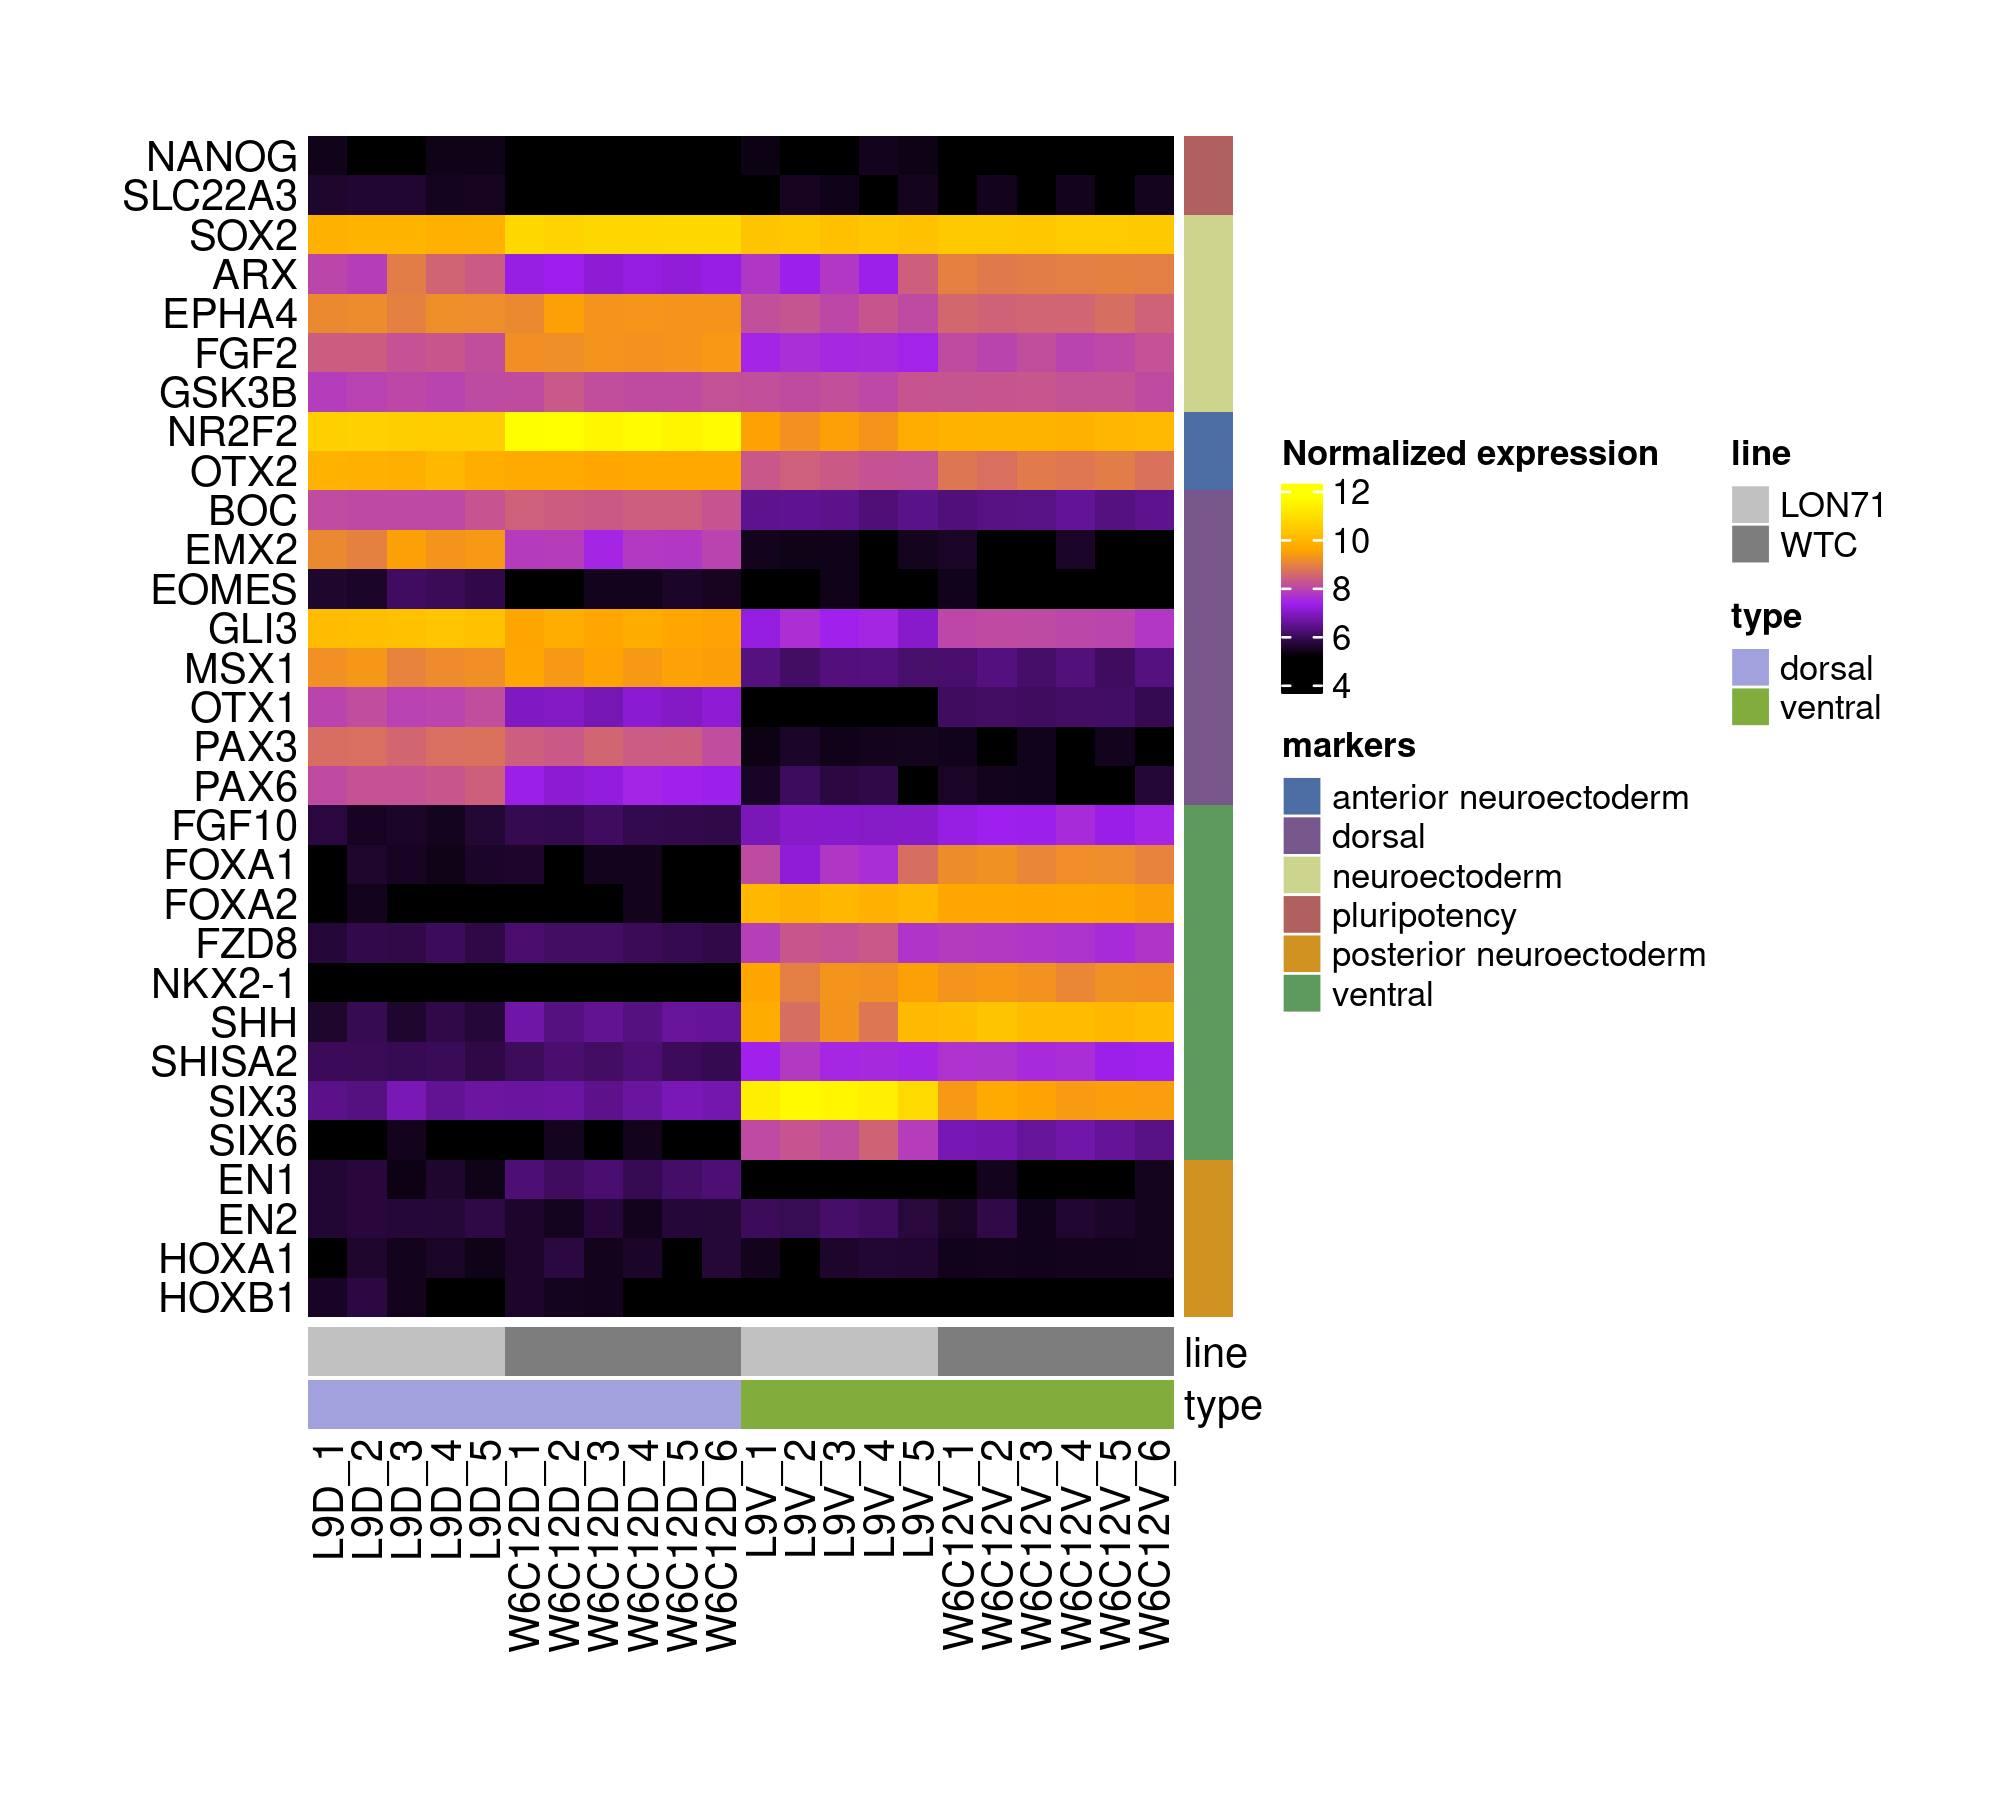 NANOG
SLC22A3
SOX2
ARX
EPHA4
FGF2
GSK3B
NR2F2
OTX2
BOC
EMX2
EOMES
GLI3
MSX1
OTX1
PAX3
PAX6
FGF10
FOXA1
FOXA2
FZD8
NKX2-1
SHH
SHISA2
SIX3
SIX6
EN1
EN2
HOXA1
HOXB1
line
type
L9D_1
L9D_2
L9D_3
L9D_4
L9D_5
W6C12D_1
W6C12D_2
W6C12D_3
W6C12D_4
W6C12D_5
W6C12D_6
L9V_1
L9V_2
L9V_3
L9V_4
L9V_5
W6C12V_1
W6C12V_2
W6C12V_3
W6C12V_4
W6C12V_5
W6C12V_6
Normalized expression
12
10
8
6
4
markers
anterior neuroectoderm
dorsal
neuroectoderm
pluripotency
posterior neuroectoderm
ventral
line
LON71
WTC
type
dorsal
ventral